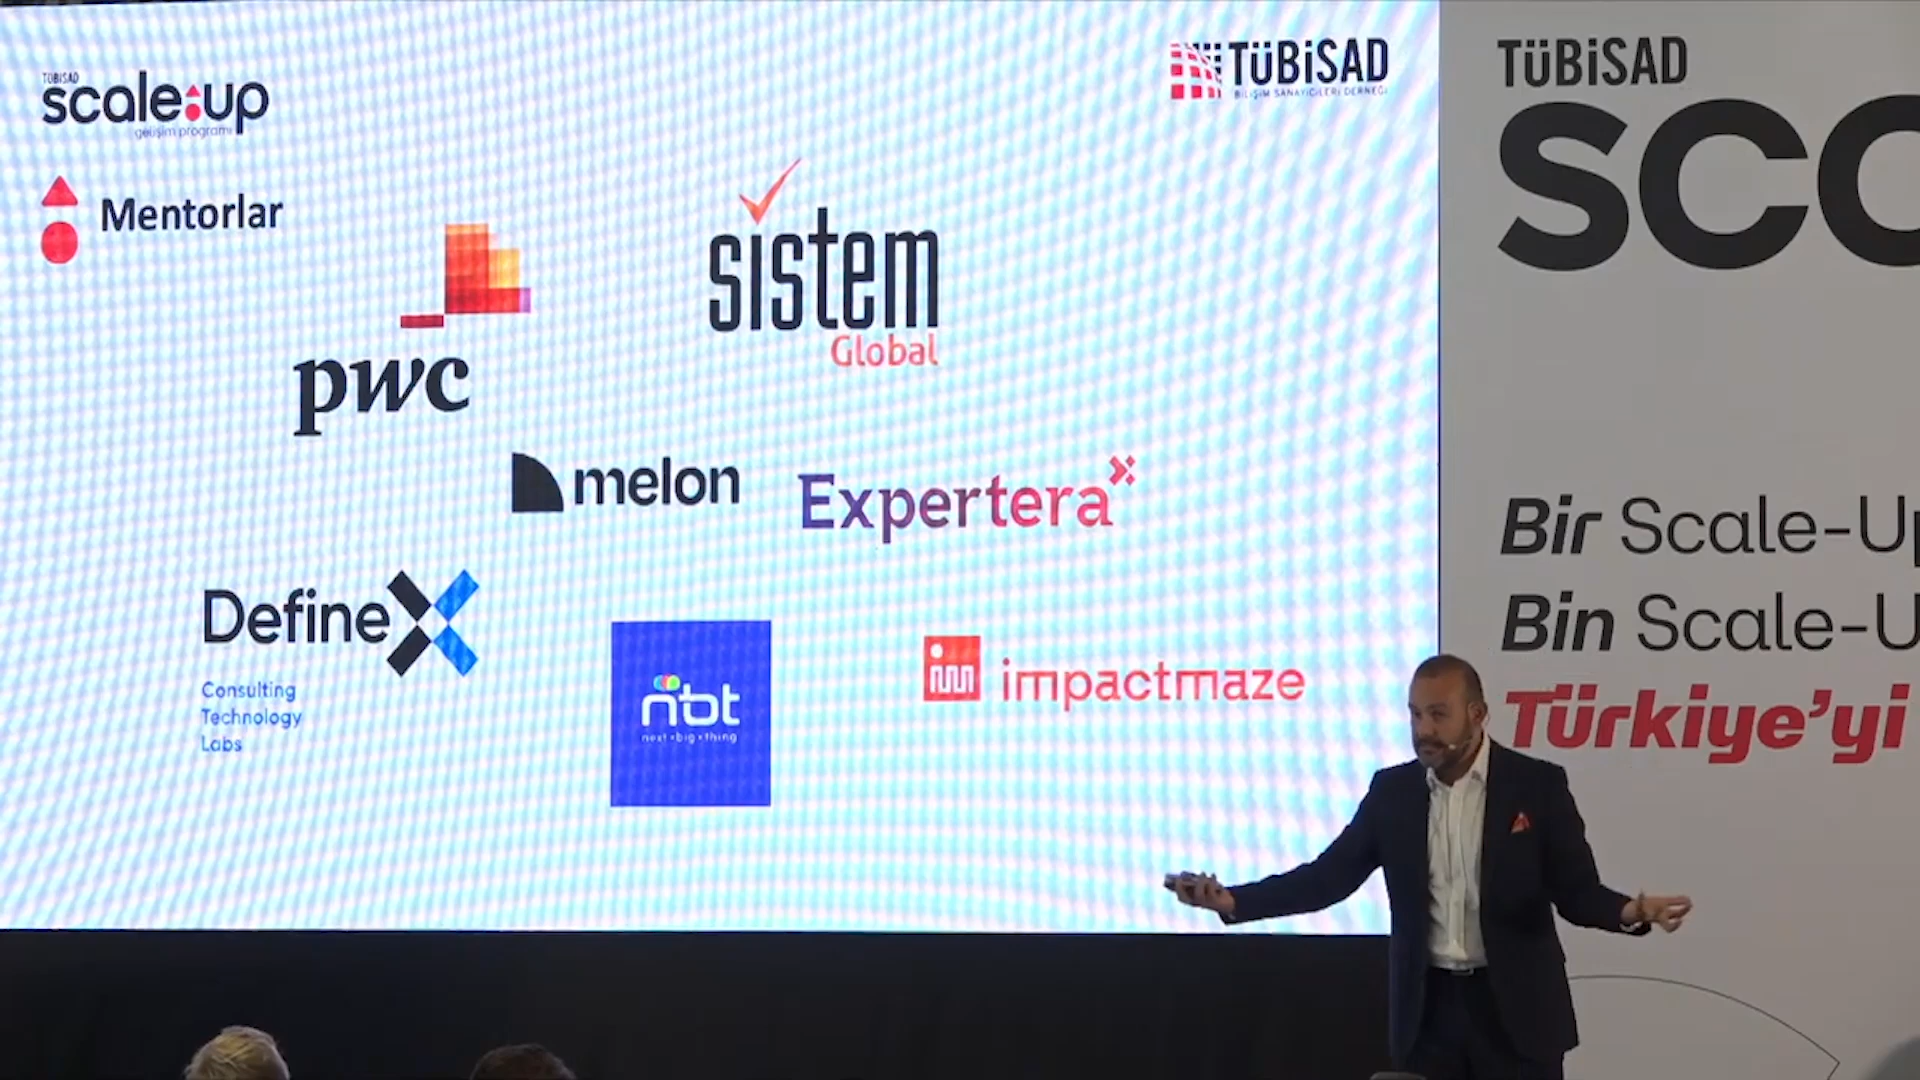 TÜBİSAD
scale:up
gelişim programı
TÜBİSAD
BİLİŞİM SANAYİCİLERİ DERNEĞİ
Mentorlar
pwc
sistem
Global
melon
Expertera
DefineX
Consulting
Technology
Labs
nbt
next•big•thing
im
impactmaze
TÜBİSAD
Bir Scale-Up
Bin Scale-U
Türkiye'yi